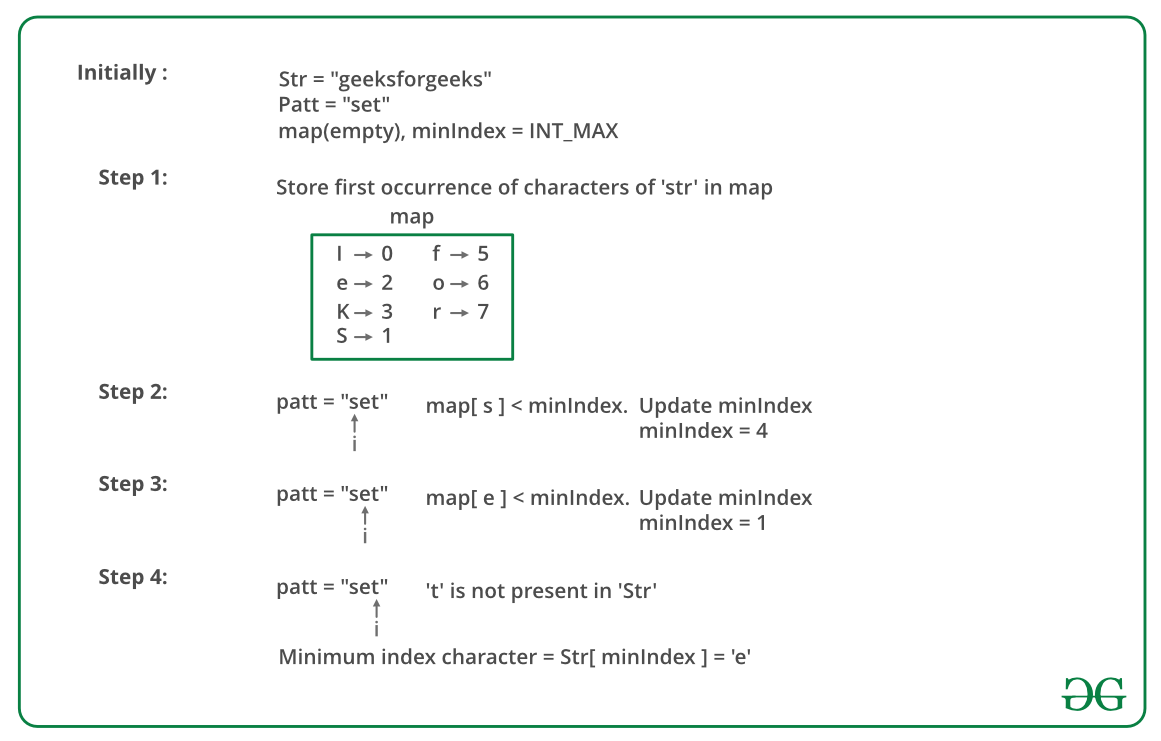 Initially :
Str = "geeksforgeeks"
Patt = "set"
map(empty), minIndex = INT_MAX
Step 1:
Store first occurrence of characters of 'str' in map
map
I → 0 f → 5
e → 2 o → 6
K → 3 r → 7
S → 1
Step 2:
patt = "set" map[ s ] < minIndex. Update minIndex
minIndex = 4
i
Step 3:
patt = "set" map[ e ] < minIndex. Update minIndex
minIndex = 1
i
Step 4:
patt = "set" 't' is not present in 'Str'
i
Minimum index character = Str[ minIndex ] = 'e'